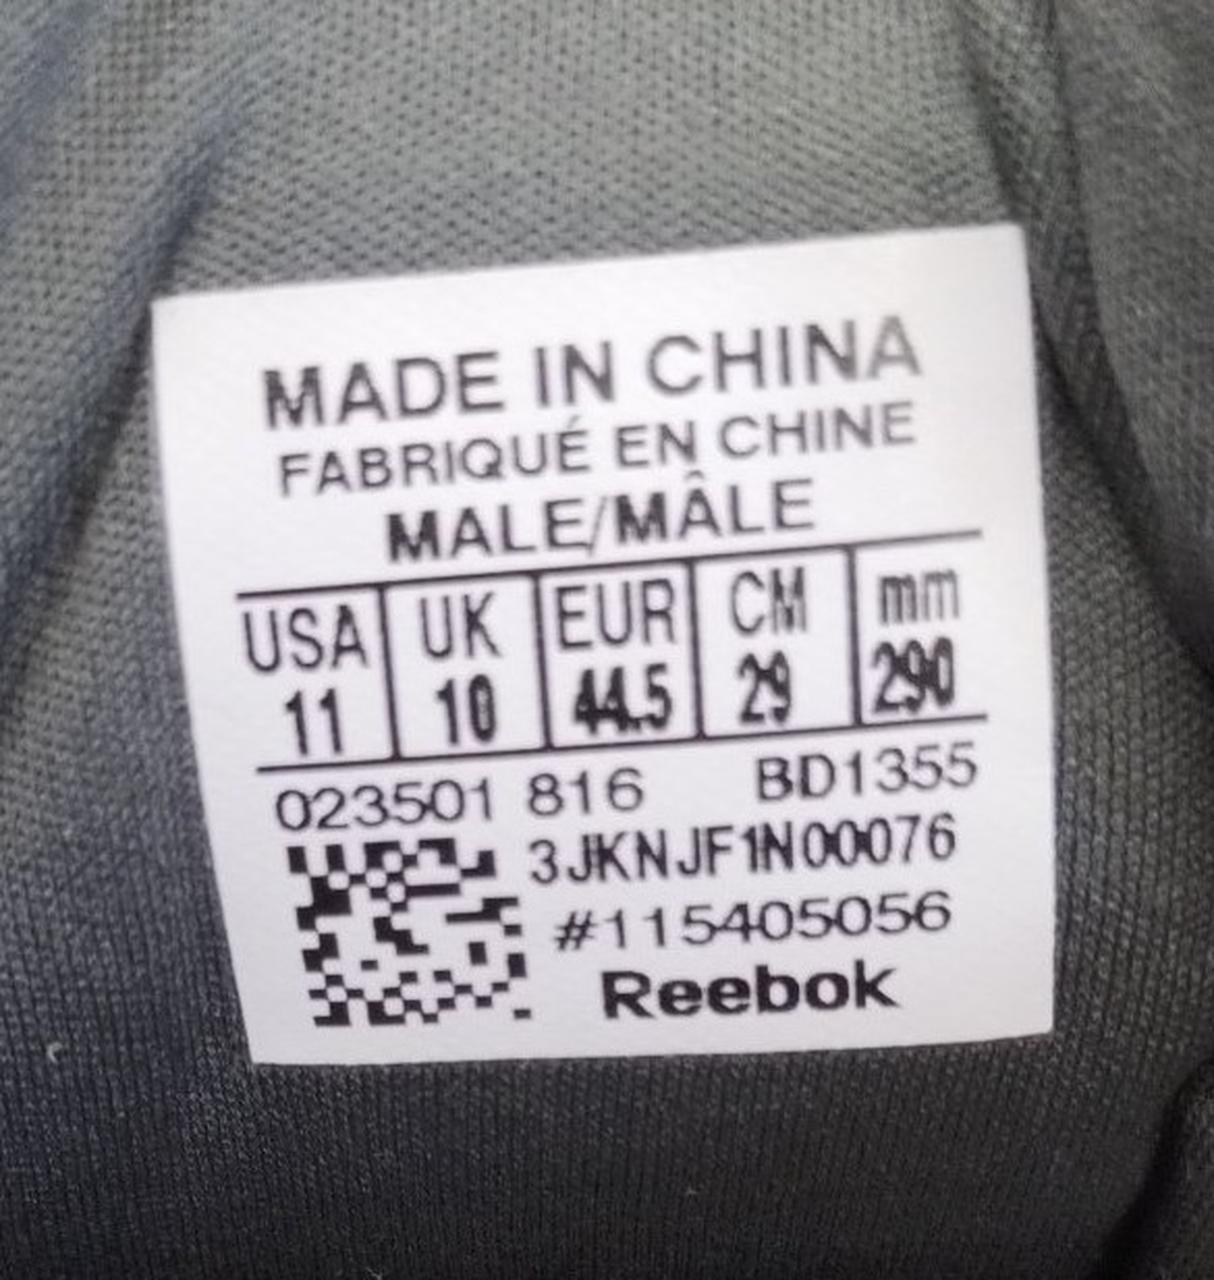 MADE IN CHINA
FABRIQUÉ EN CHINE
MALE/MÂLE
USA UK EUR CM mm
11 10 44.5 29 290
023501 816 BD1355
3JKNJF1N00076
#115405056
Reebok